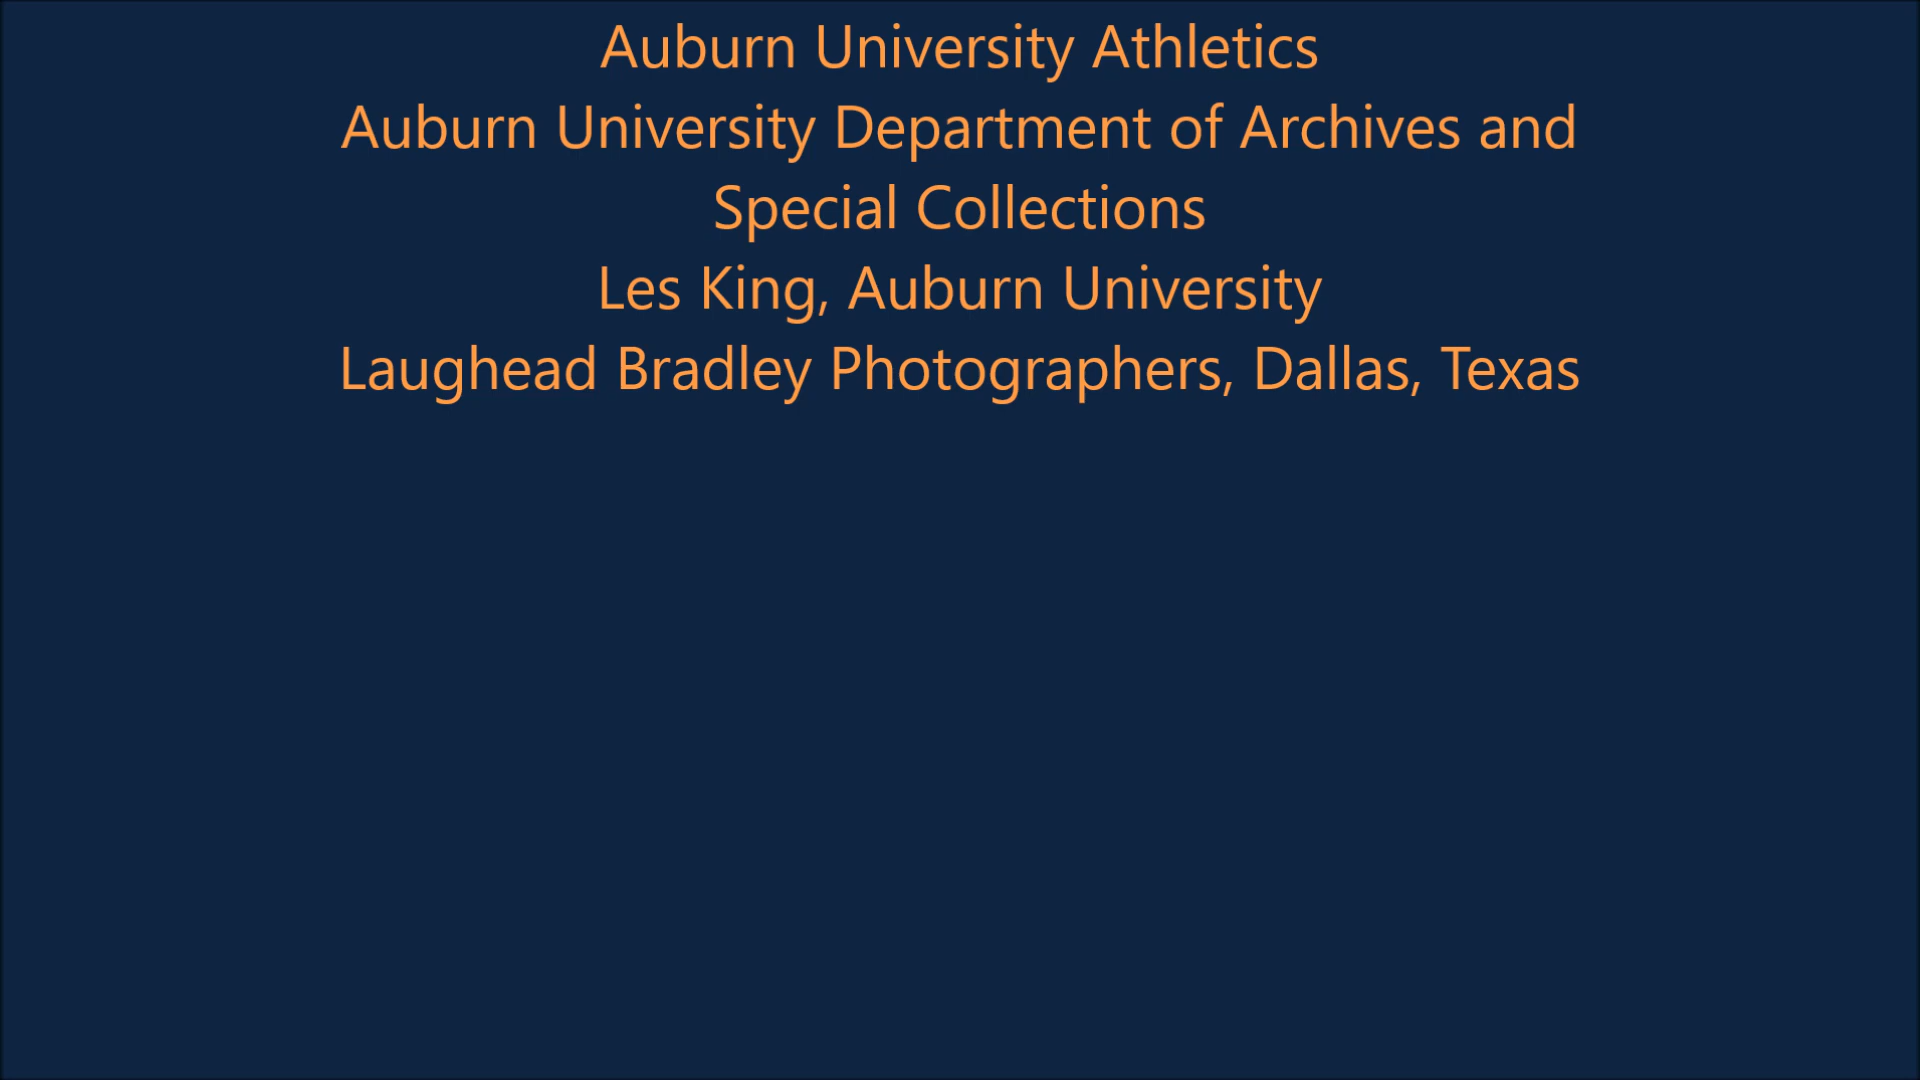 Auburn University Athletics
Auburn University Department of Archives and
Special Collections
Les King, Auburn University
Laughead Bradley Photographers, Dallas, Texas